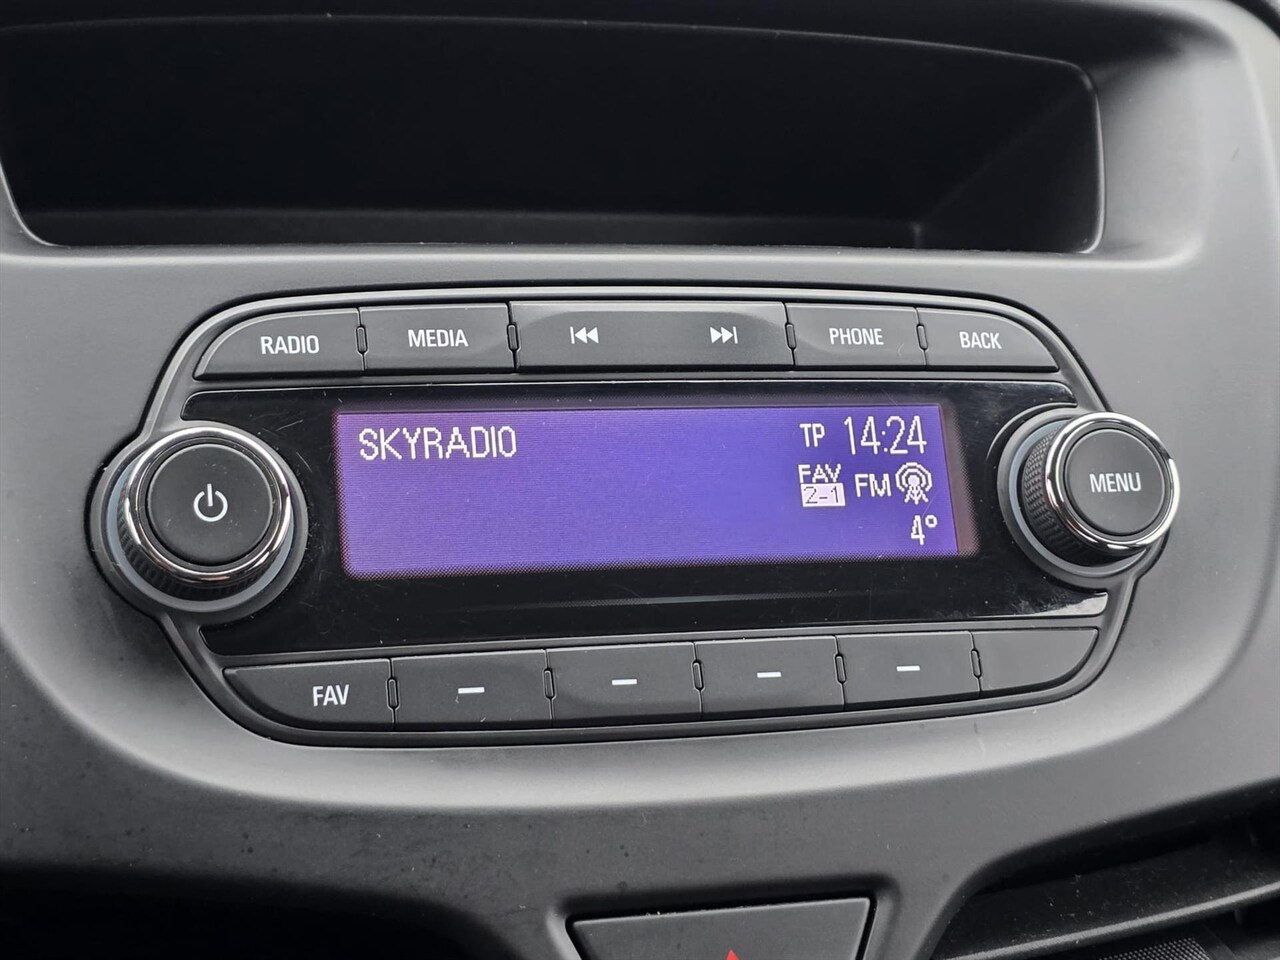 RADIO MEDIA PHONE BACK
SKYRADIO TP 14:24
FAV 2-1 FM
4°
MENU
FAV